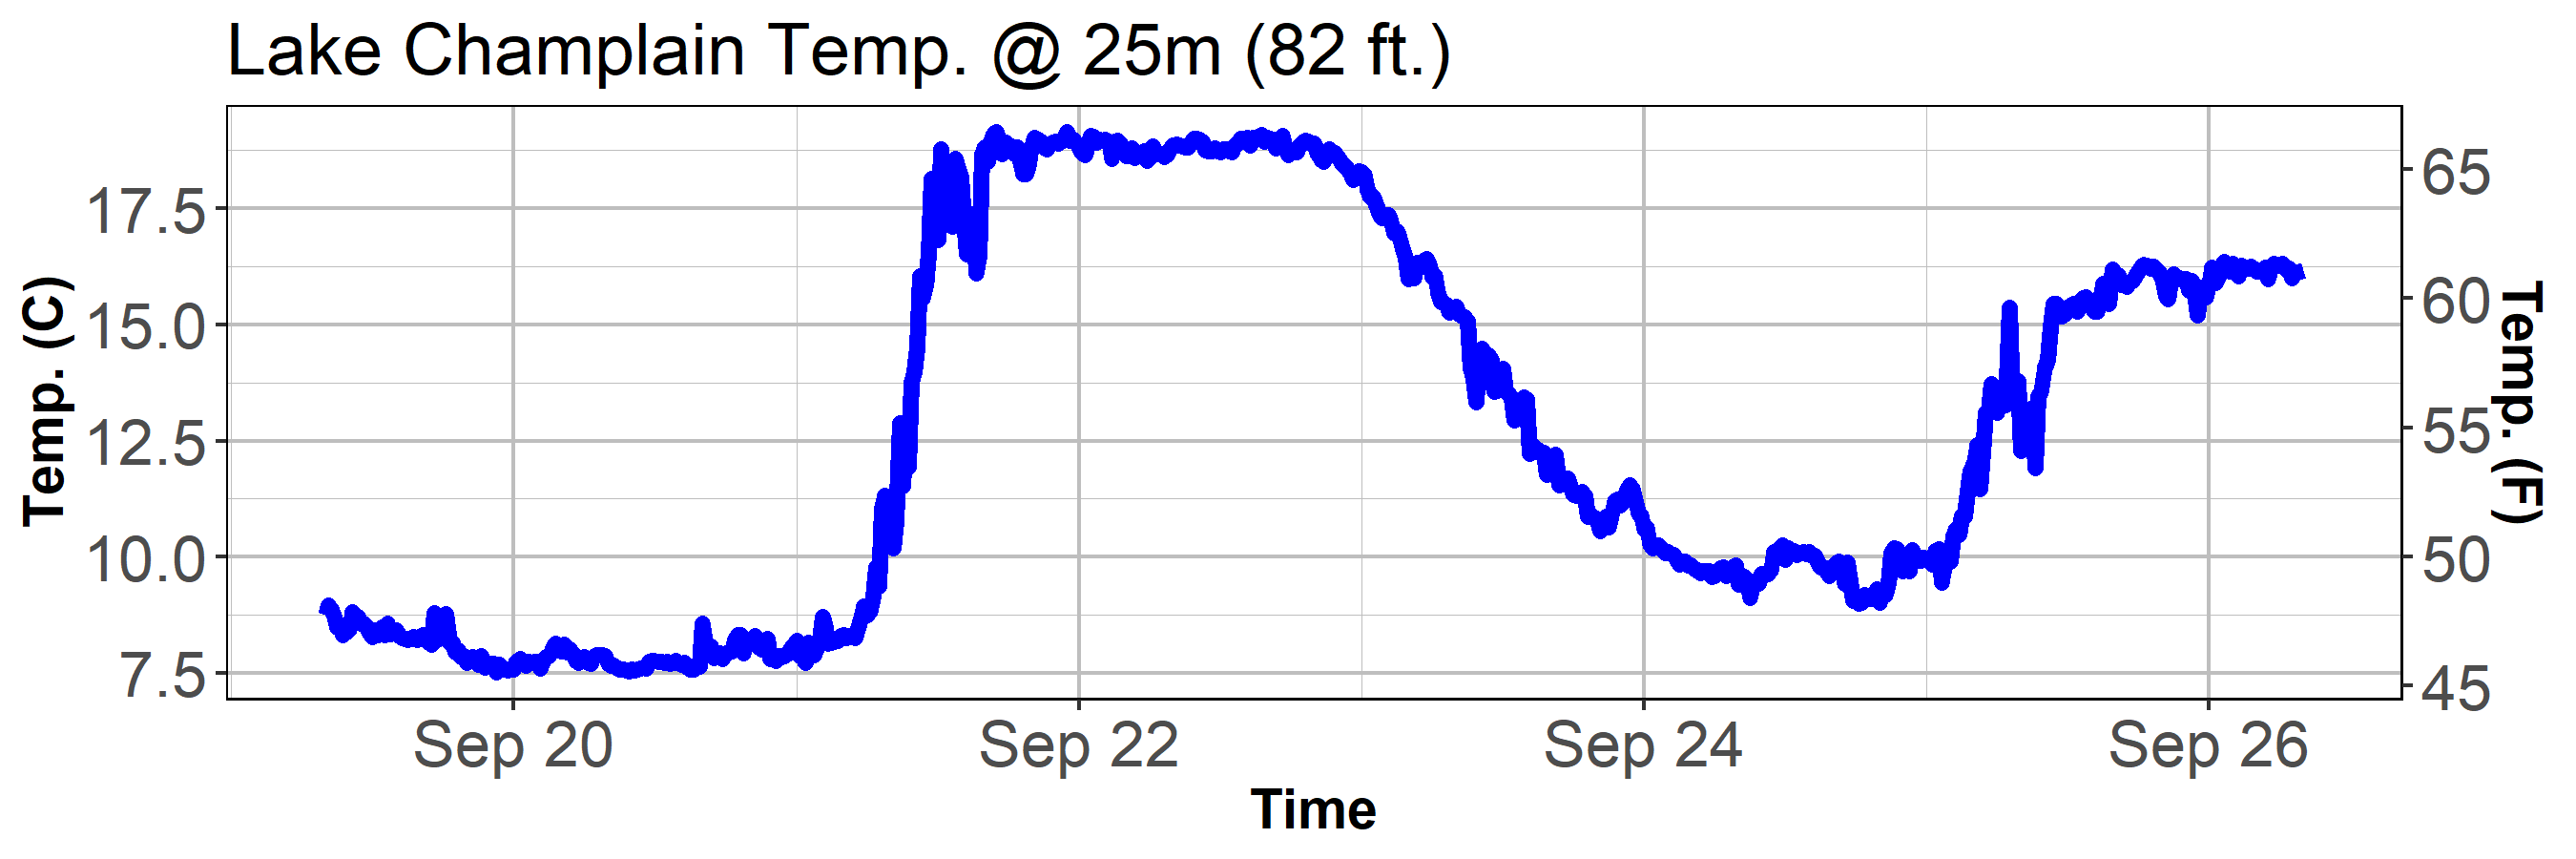 Lake Champlain Temp. @ 25m (82 ft.)
Temp. (C)
17.5
15.0
12.5
10.0
7.5
65
60
55
50
45
Temp. (F)
Sep 20
Sep 22
Sep 24
Sep 26
Time